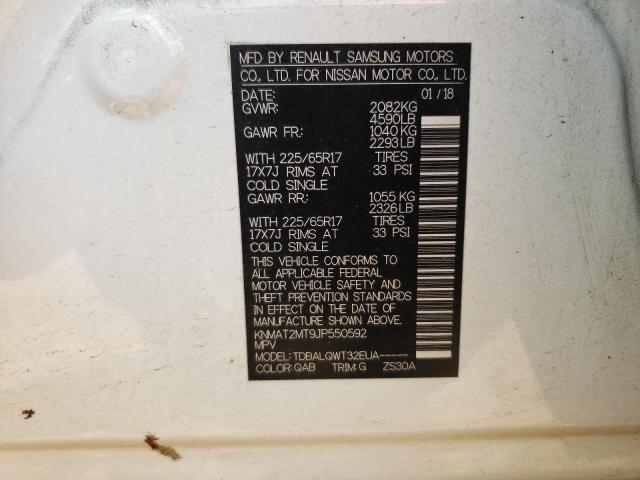 MFD BY RENAULT SAMSUNG MOTORS
CO., LTD. FOR NISSAN MOTOR CO., LTD.
DATE: 01 / 18
GVWR: 2082KG
4590LB
GAWR FR: 1040 KG
2293 LB
WITH 225/65R17 TIRES
17X7J RIMS AT 33 PSI
COLD SINGLE
GAWR RR: 1055 KG
2326 LB
WITH 225/65R17 TIRES
17X7J RIMS AT 33 PSI
COLD SINGLE
THIS VEHICLE CONFORMS TO
ALL APPLICABLE FEDERAL
MOTOR VEHICLE SAFETY AND
THEFT PREVENTION STANDARDS
IN EFFECT ON THE DATE OF
MANUFACTURE SHOWN ABOVE.
KNMAT2MT9JP550592
MPV
MODEL: TDBALQWT32EUA-----
COLOR: QAB TRIM: G ZS30A